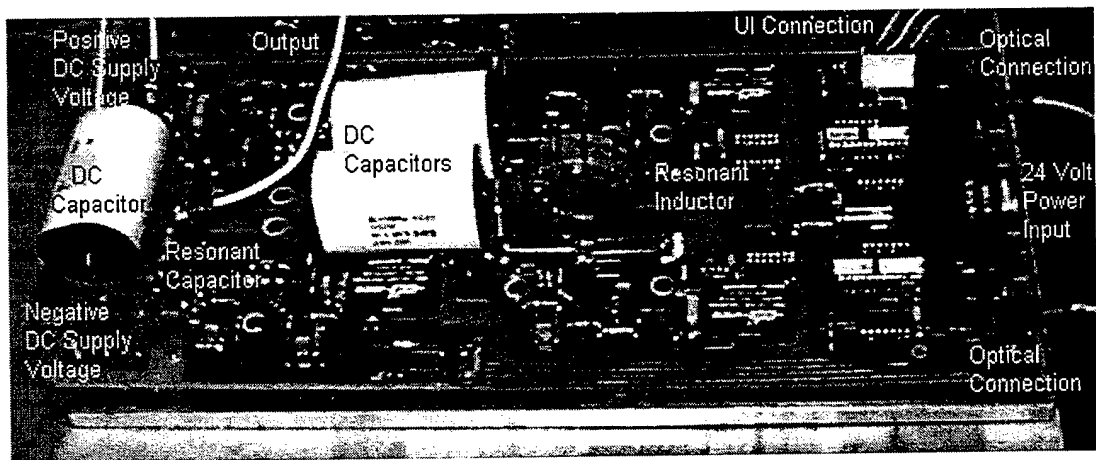 Positive
DC Supply
Voltage
Output
UI Connection
Optical
Connection
DC
Capacitor
DC
Capacitors
Resonant
Inductor
24 Volt
Power
Input
Resonant
Capacitor
Negative
DC Supply
Voltage
Optical
Connection